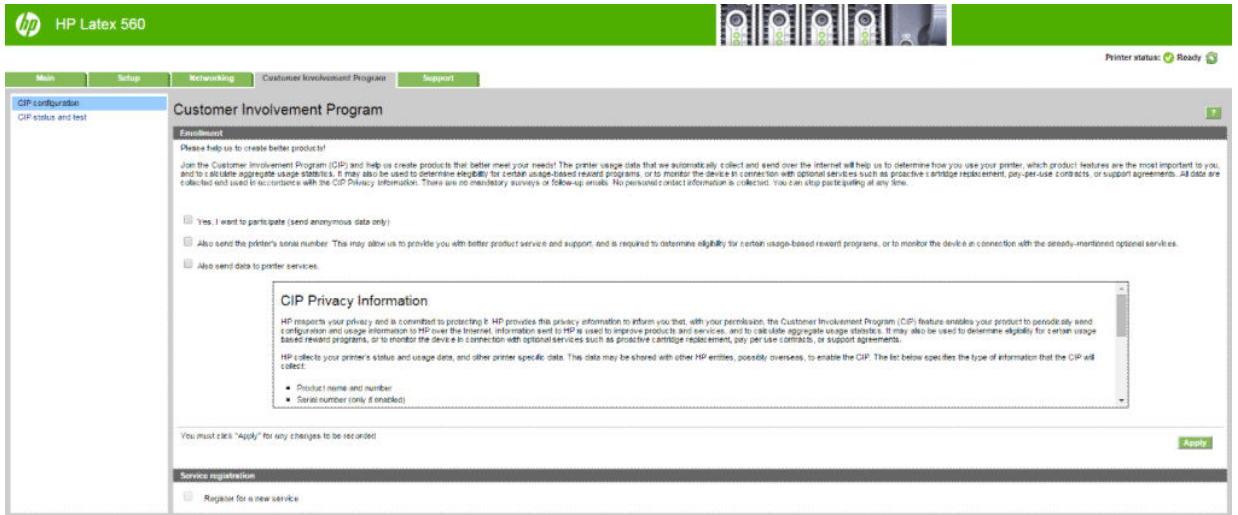 hp HP Latex 560
Printer status: Ready
Main Setup Networking Customer Involvement Program Support
CIP configuration
CIP status and test
Customer Involvement Program
?
Enrollment
Please help us to create better products!
Join the Customer Involvement Program (CIP) and help us create products that better meet your needs! The printer usage data that we automatically collect and send over the internet will help us to determine how you use your printer, which product features are the most important to you,
and to calculate aggregate usage statistics. It may also be used to determine eligibility for certain usage-based reward programs, or to monitor the device in connection with optional services such as proactive cartridge replacement, pay-per-use contracts, or support agreements. All data are
collected and used in accordance with the CIP Privacy Information. There are no mandatory surveys or follow-up emails. No personal contact information is collected. You can stop participating at any time.
Yes, I want to participate (send anonymous data only)
Also send the printer's serial number. This may allow us to provide you with better product service and support, and is required to determine eligibility for certain usage-based reward programs, or to monitor the device in connection with the already-mentioned optional services.
Also send data to printer services.
CIP Privacy Information
HP respects your privacy and is committed to protecting it. HP provides this privacy information to inform you that, with your permission, the Customer Involvement Program (CIP) feature enables your product to periodically send
configuration and usage information to HP over the Internet. Information sent to HP is used to improve products and services, and to calculate aggregate usage statistics. It may also be used to determine eligibility for certain usage
based reward programs, or to monitor the device in connection with optional services such as proactive cartridge replacement, pay per use contracts, or support agreements.
HP collects your printer's status and usage data, and other printer specific data. This data may be shared with other HP entities, possibly overseas, to enable the CIP. The list below specifies the type of information that the CIP will
collect:
▪ Product name and number
▪ Serial number (only if enabled)
You must click "Apply" for any changes to be recorded
Apply
Service registration
Register for a new service